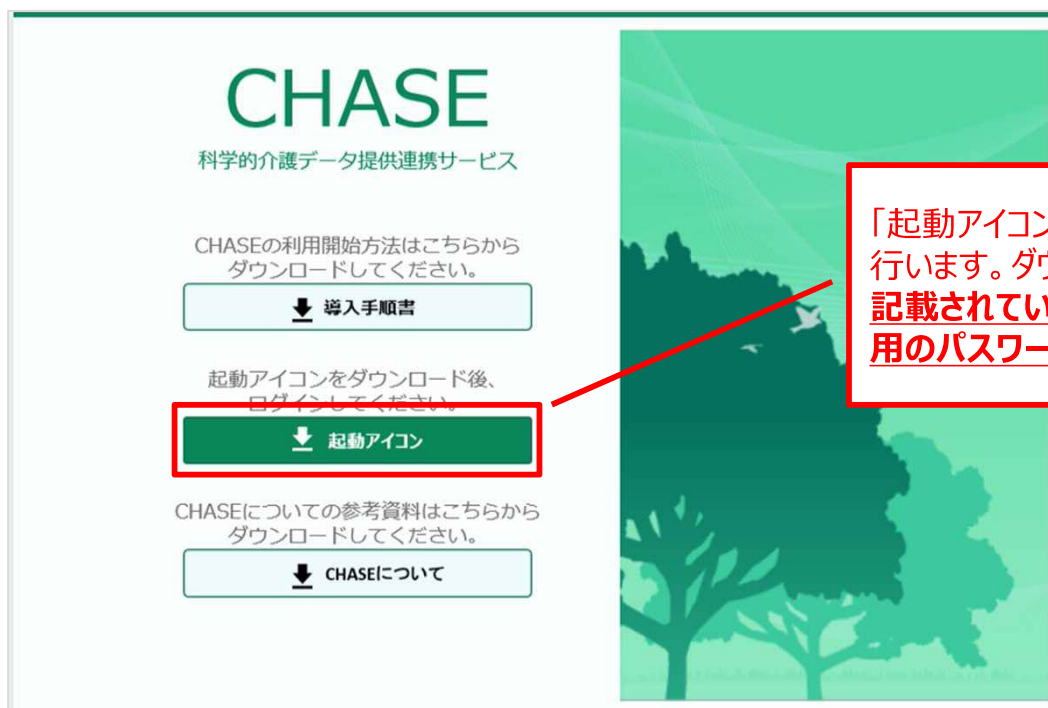 CHASE
科学的介護データ提供連携サービス
CHASEの利用開始方法はこちらから
ダウンロードしてください。
導入手順書
起動アイコンをダウンロード後、
ログインしてください。
起動アイコン
CHASEについての参考資料はこちらから
ダウンロードしてください。
CHASEについて
「起動アイコン
行います。ダウ
記載されてい
用のパスワー